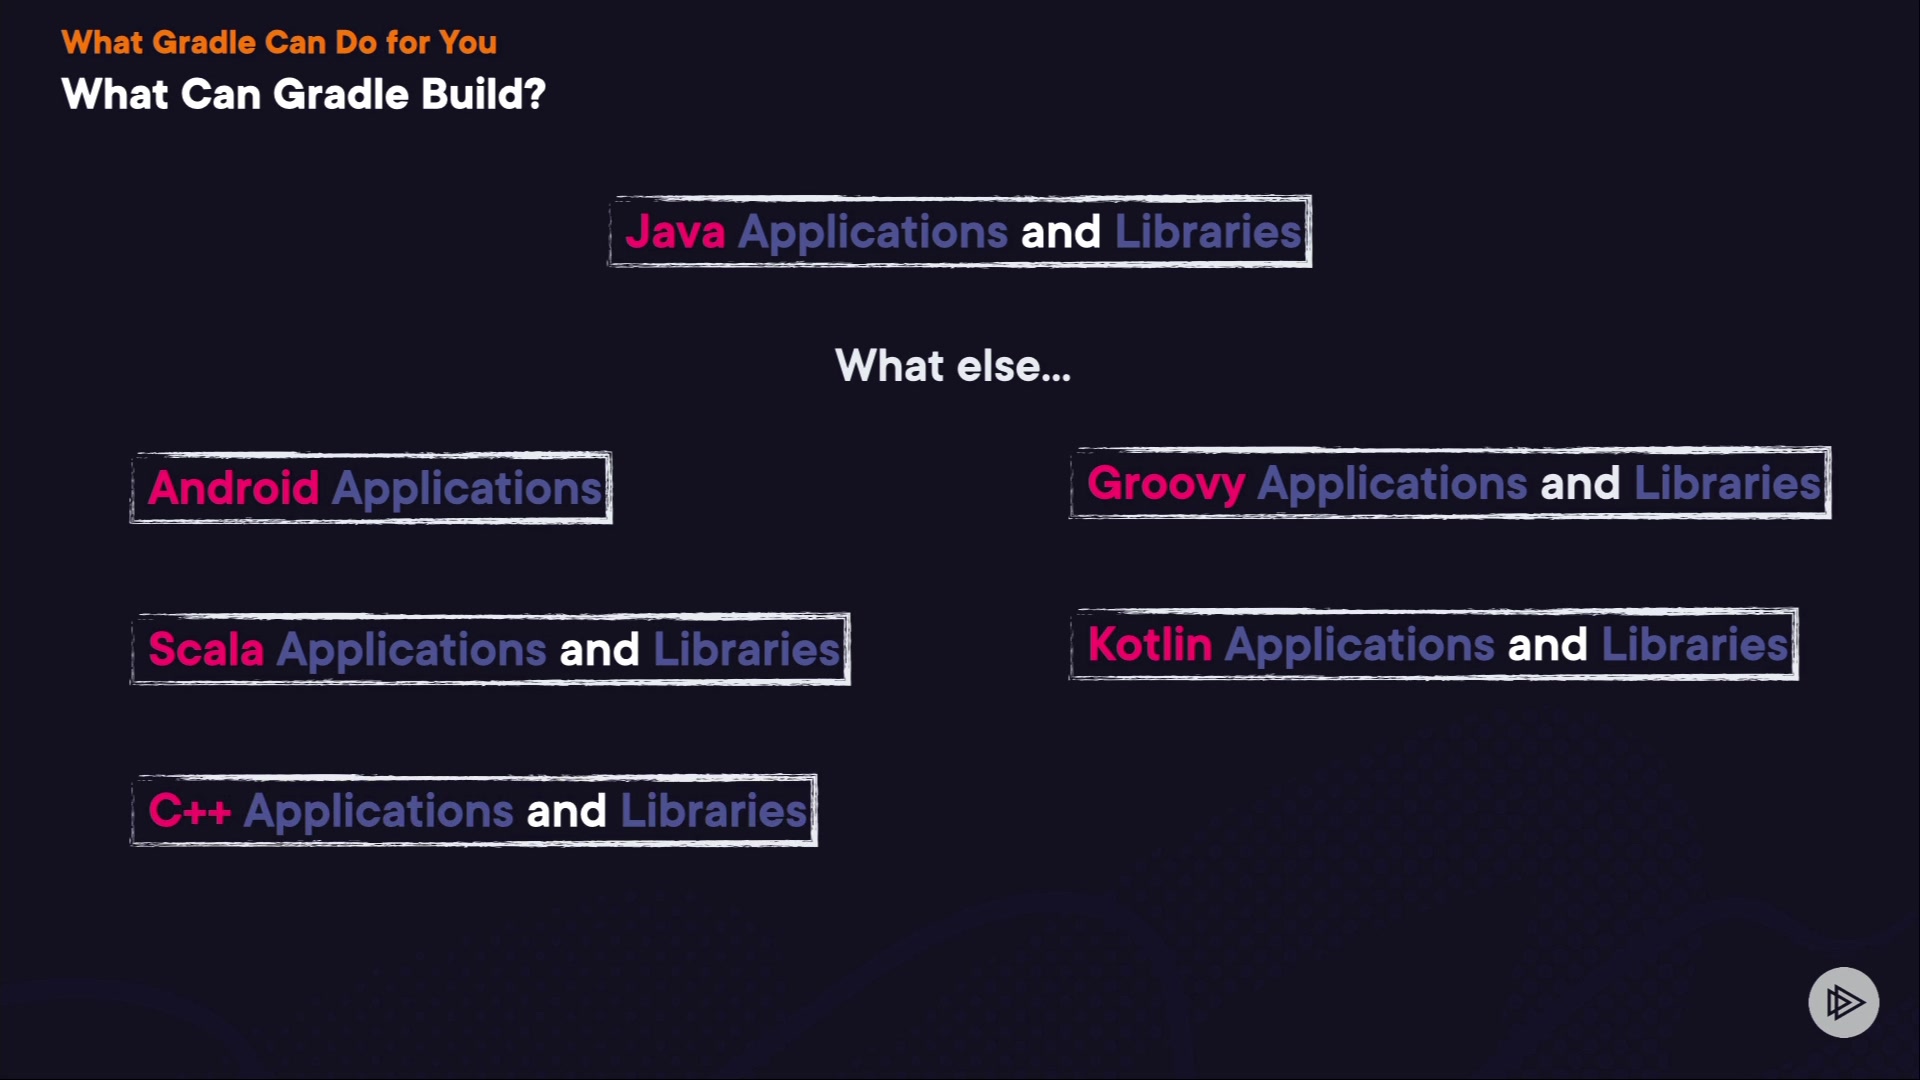 What Gradle Can Do for You
What Can Gradle Build?
Java Applications and Libraries
What else...
Android Applications
Groovy Applications and Libraries
Scala Applications and Libraries
Kotlin Applications and Libraries
C++ Applications and Libraries